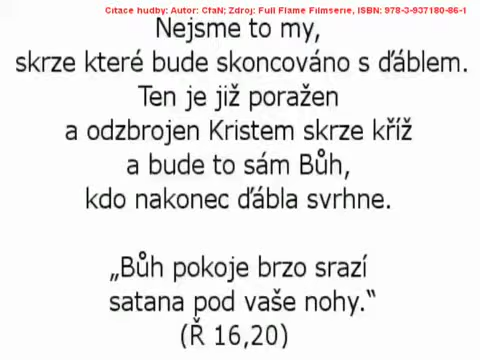 Citace hudby: Autor: CfaN; Zdroj: Full Flame Filmserie, ISBN: 978-3-937180-86-1
Nejsme to my,
skrze které bude skoncováno s ďáblem.
Ten je již poražen
a odzbrojen Kristem skrze kříž
a bude to sám Bůh,
kdo nakonec ďábla svrhne.
„Bůh pokoje brzo srazí
satana pod vaše nohy.“
(Ř 16,20)